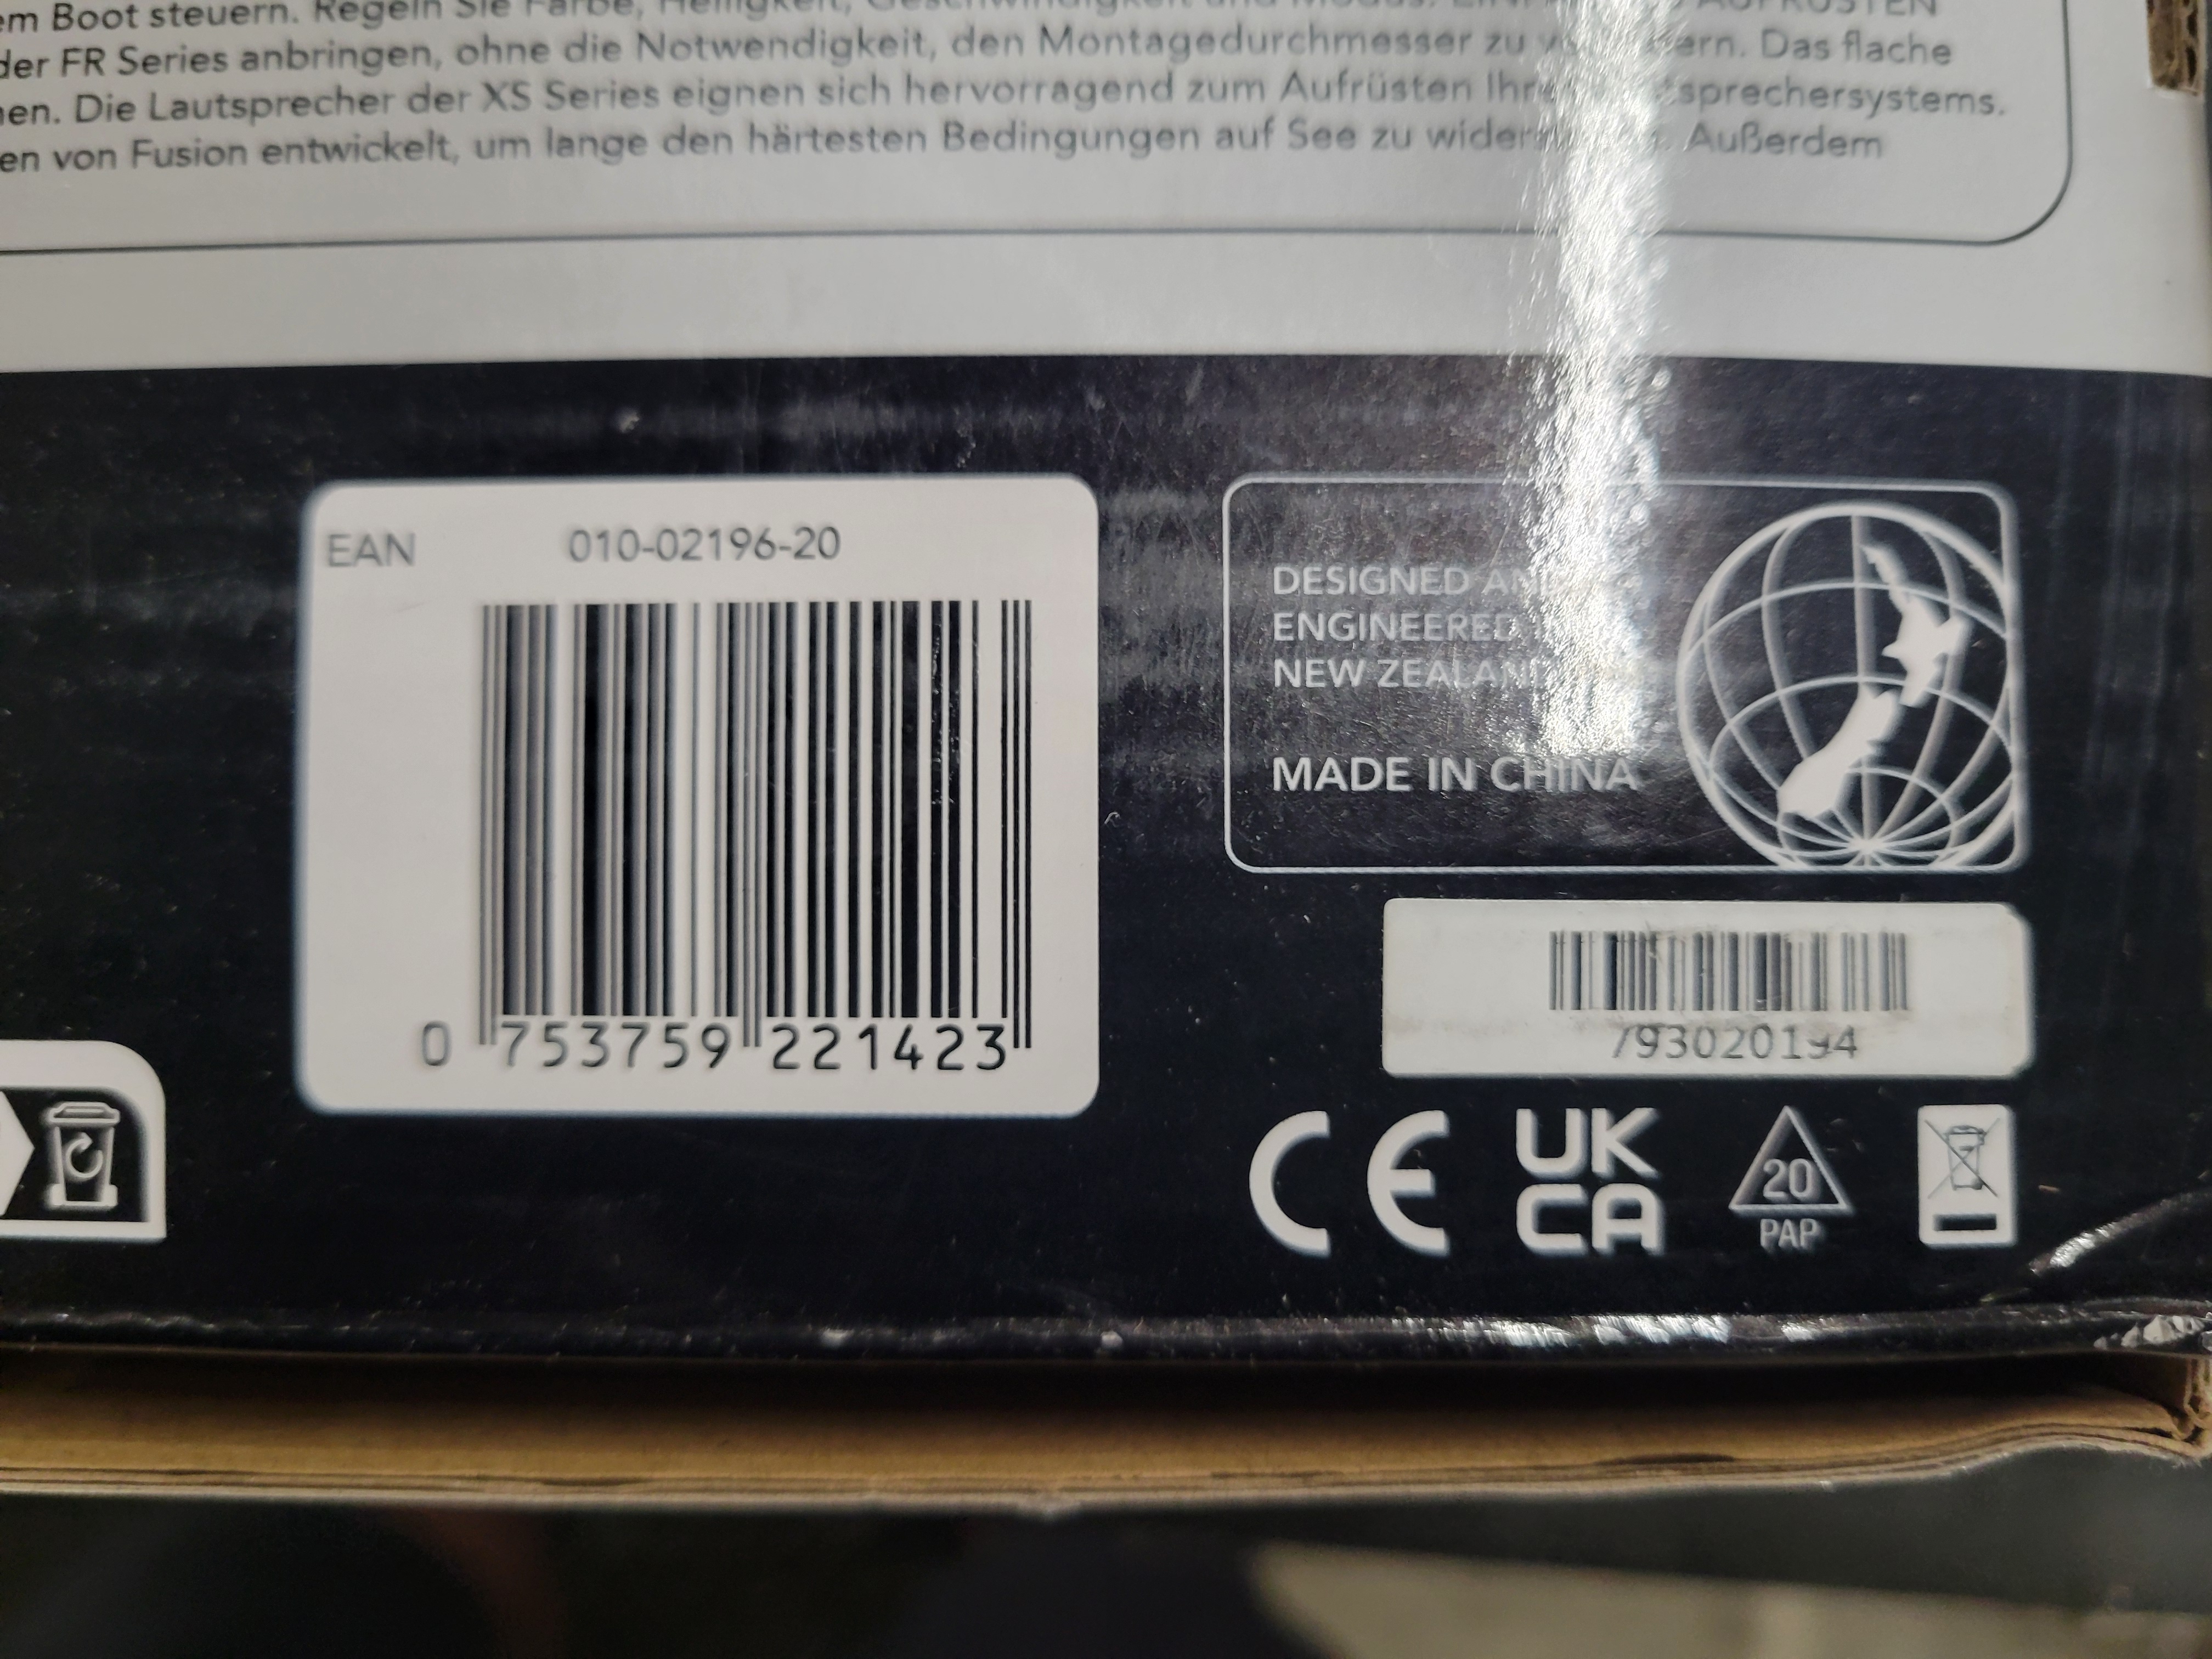 em Boot steuern. Regeln Sie Farbe, Helligkeit, Geschwindigkeit und Modus. AUFRÜSTEN
der FR Series anbringen, ohne die Notwendigkeit, den Montagedurchmesser zu Das flache
en. Die Lautsprecher der XS Series eignen sich hervorragend zum Aufrüsten
en von Fusion entwickelt, um lange den härtesten Bedingungen auf See zu Außerdem
EAN 010-02196-20
0 753759 221423
DESIGNED
ENGINEERED
NEW ZEALAND
MADE IN CHINA
CE
UK
CA
20
PAP